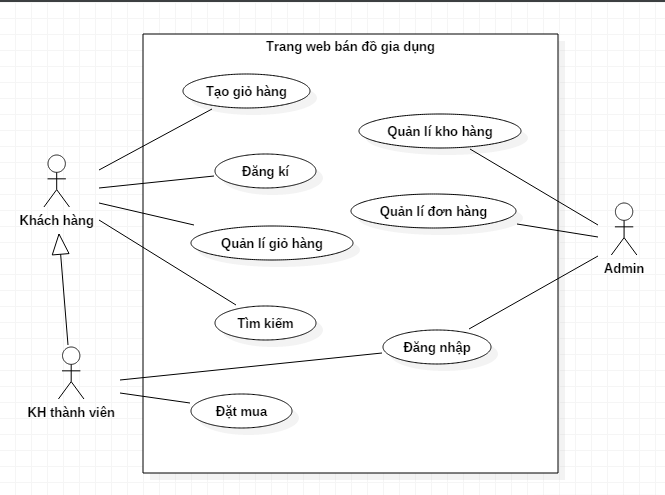 Trang web bán đồ gia dụng
Tạo giỏ hàng
Quản lí kho hàng
Đăng kí
Quản lí đơn hàng
Khách hàng
Quản lí giỏ hàng
Admin
Tìm kiếm
Đăng nhập
KH thành viên
Đặt mua